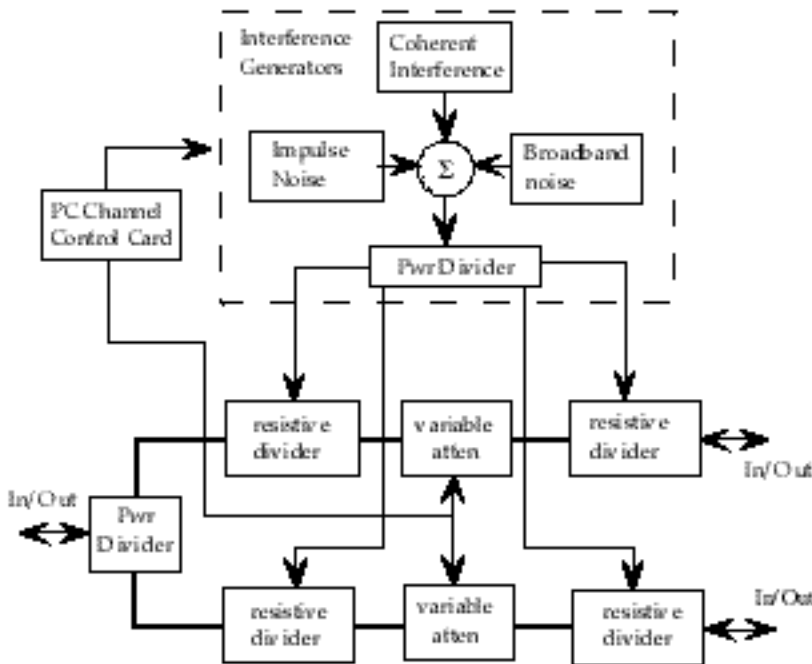 Interference
Generators
Coherent
Interference
Impulse
Noise
Σ
Broadband
noise
PC Channel
Control Card
Pwr Divider
resistive
divider
variable
atten
resistive
divider
In/Out
In/Out
Pwr
Divider
resistive
divider
variable
atten
resistive
divider
In/Out